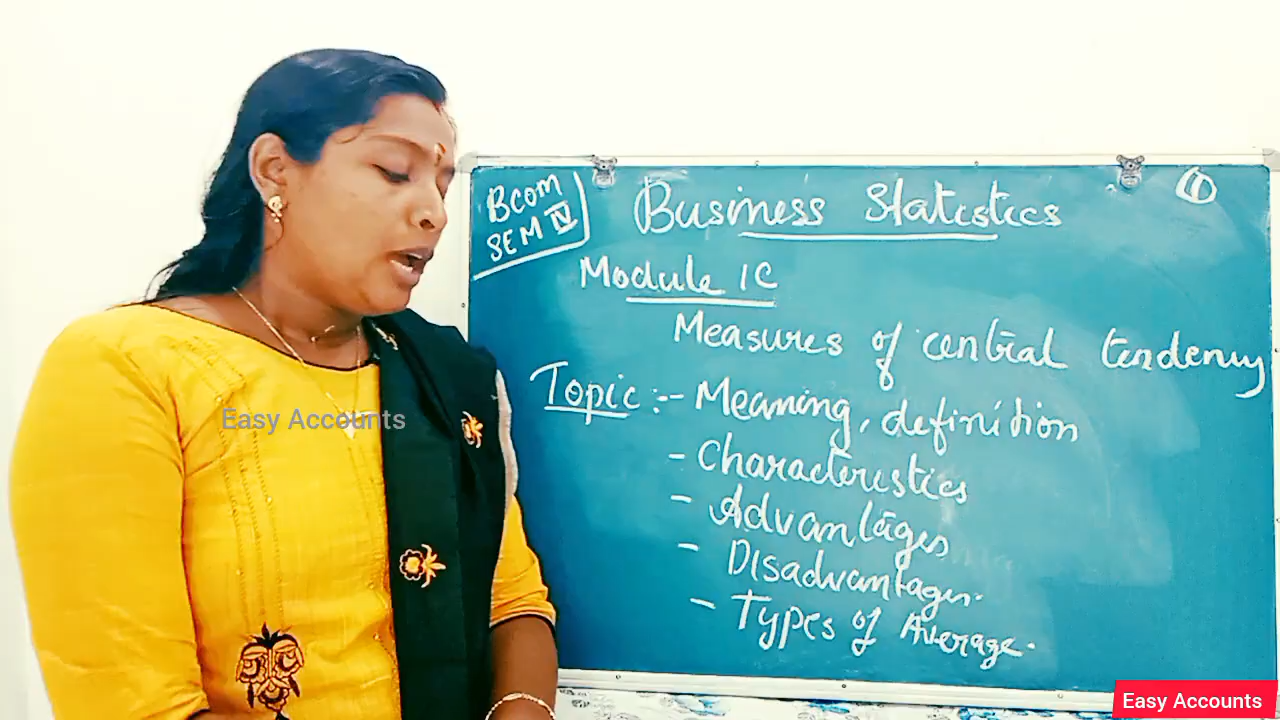 BCOM
SEM IV
Business Statistics
1
Module 1C
Measures of central tendency
Topic :- Meaning, definition
- Characteristics
- Advantages
- Disadvantages.
- Types of Average.
Easy Accounts
Easy Accounts